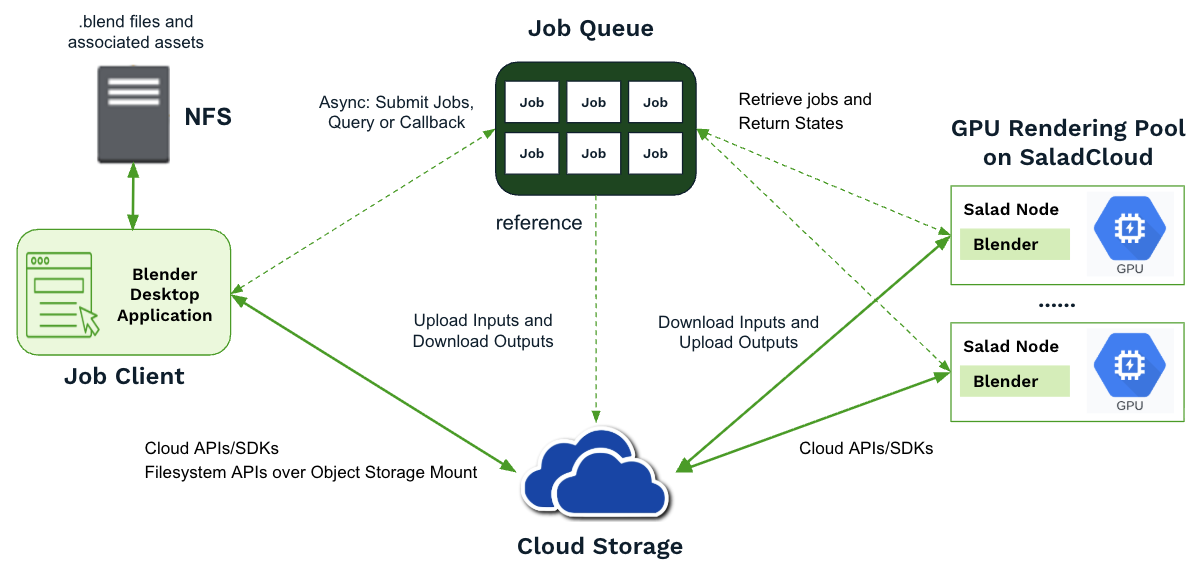 .blend files and
associated assets
NFS
Blender
Desktop
Application
Job Client
Async: Submit Jobs,
Query or Callback
Job Queue
Job Job Job
Job Job Job
reference
Retrieve jobs and
Return States
GPU Rendering Pool
on SaladCloud
Salad Node
Blender
GPU
......
Salad Node
Blender
GPU
Upload Inputs and
Download Outputs
Download Inputs and
Upload Outputs
Cloud APIs/SDKs
Filesystem APIs over Object Storage Mount
Cloud APIs/SDKs
Cloud Storage